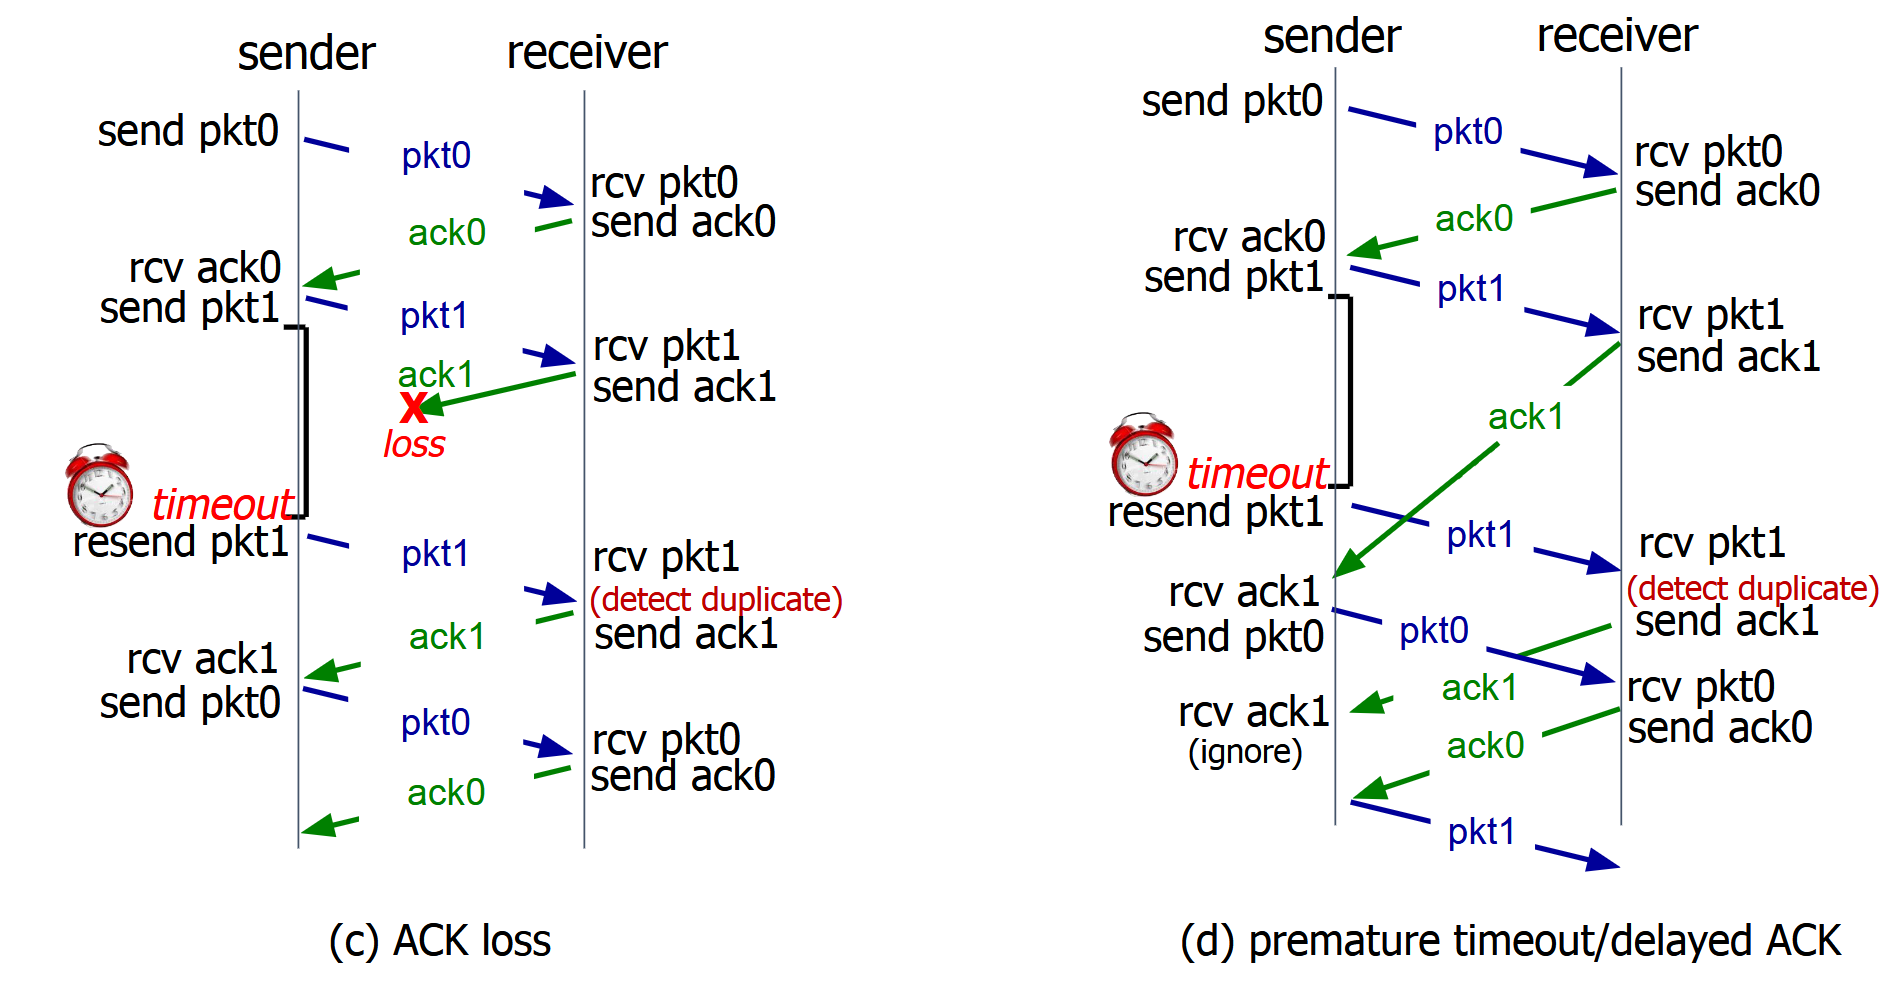 sender
receiver
send pkt0
pkt0
rcv pkt0
send ack0
ack0
rcv ack0
send pkt1
pkt1
rcv pkt1
send ack1
ack1
X
loss
timeout
resend pkt1
pkt1
rcv pkt1
(detect duplicate)
send ack1
ack1
rcv ack1
send pkt0
pkt0
rcv pkt0
send ack0
ack0
(c) ACK loss
sender
receiver
send pkt0
pkt0
rcv pkt0
send ack0
ack0
rcv ack0
send pkt1
pkt1
rcv pkt1
send ack1
ack1
timeout
resend pkt1
pkt1
rcv pkt1
(detect duplicate)
send ack1
rcv ack1
send pkt0
pkt0
ack1
rcv pkt0
send ack0
rcv ack1
(ignore)
ack0
pkt1
(d) premature timeout/delayed ACK